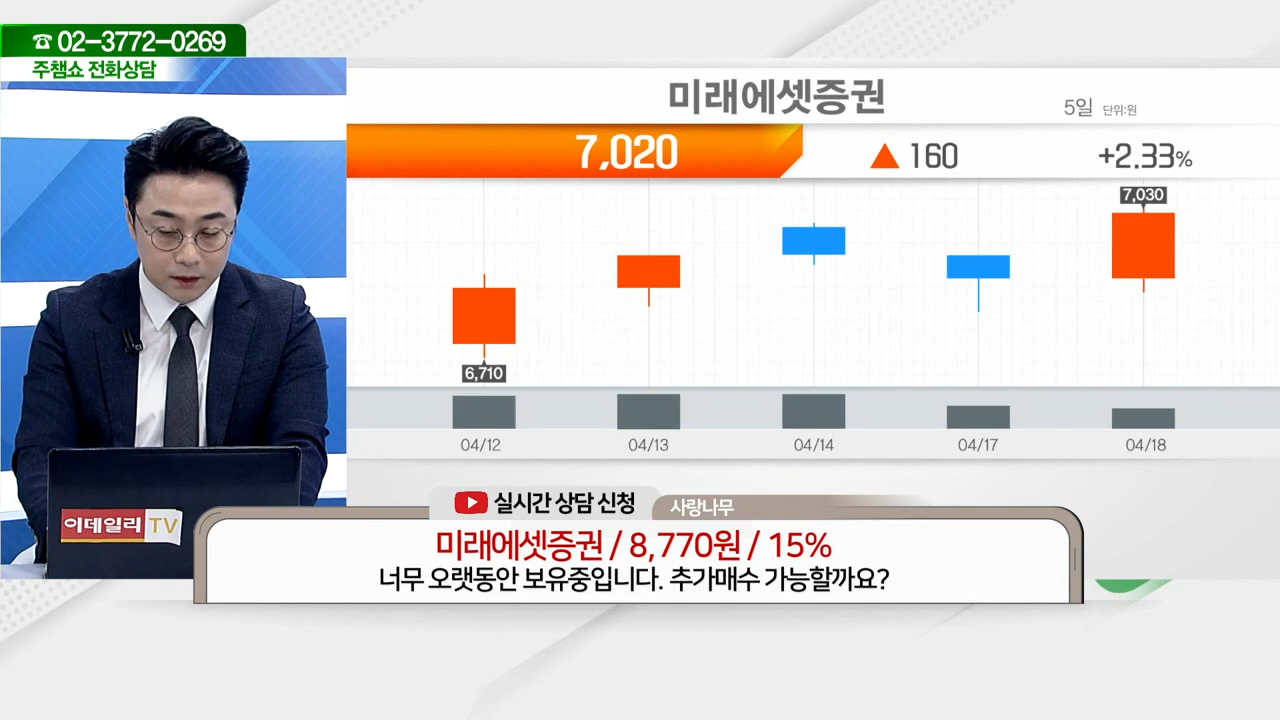 ☎ 02-3772-0269
주챔쇼 전화상담
미래에셋증권
5일 단위:원
7,020 ▲ 160 +2.33%
7,030
6,710
04/12 04/13 04/14 04/17 04/18
이데일리TV
실시간 상담 신청 사랑나무
미래에셋증권 / 8,770원 / 15%
너무 오랫동안 보유중입니다. 추가매수 가능할까요?